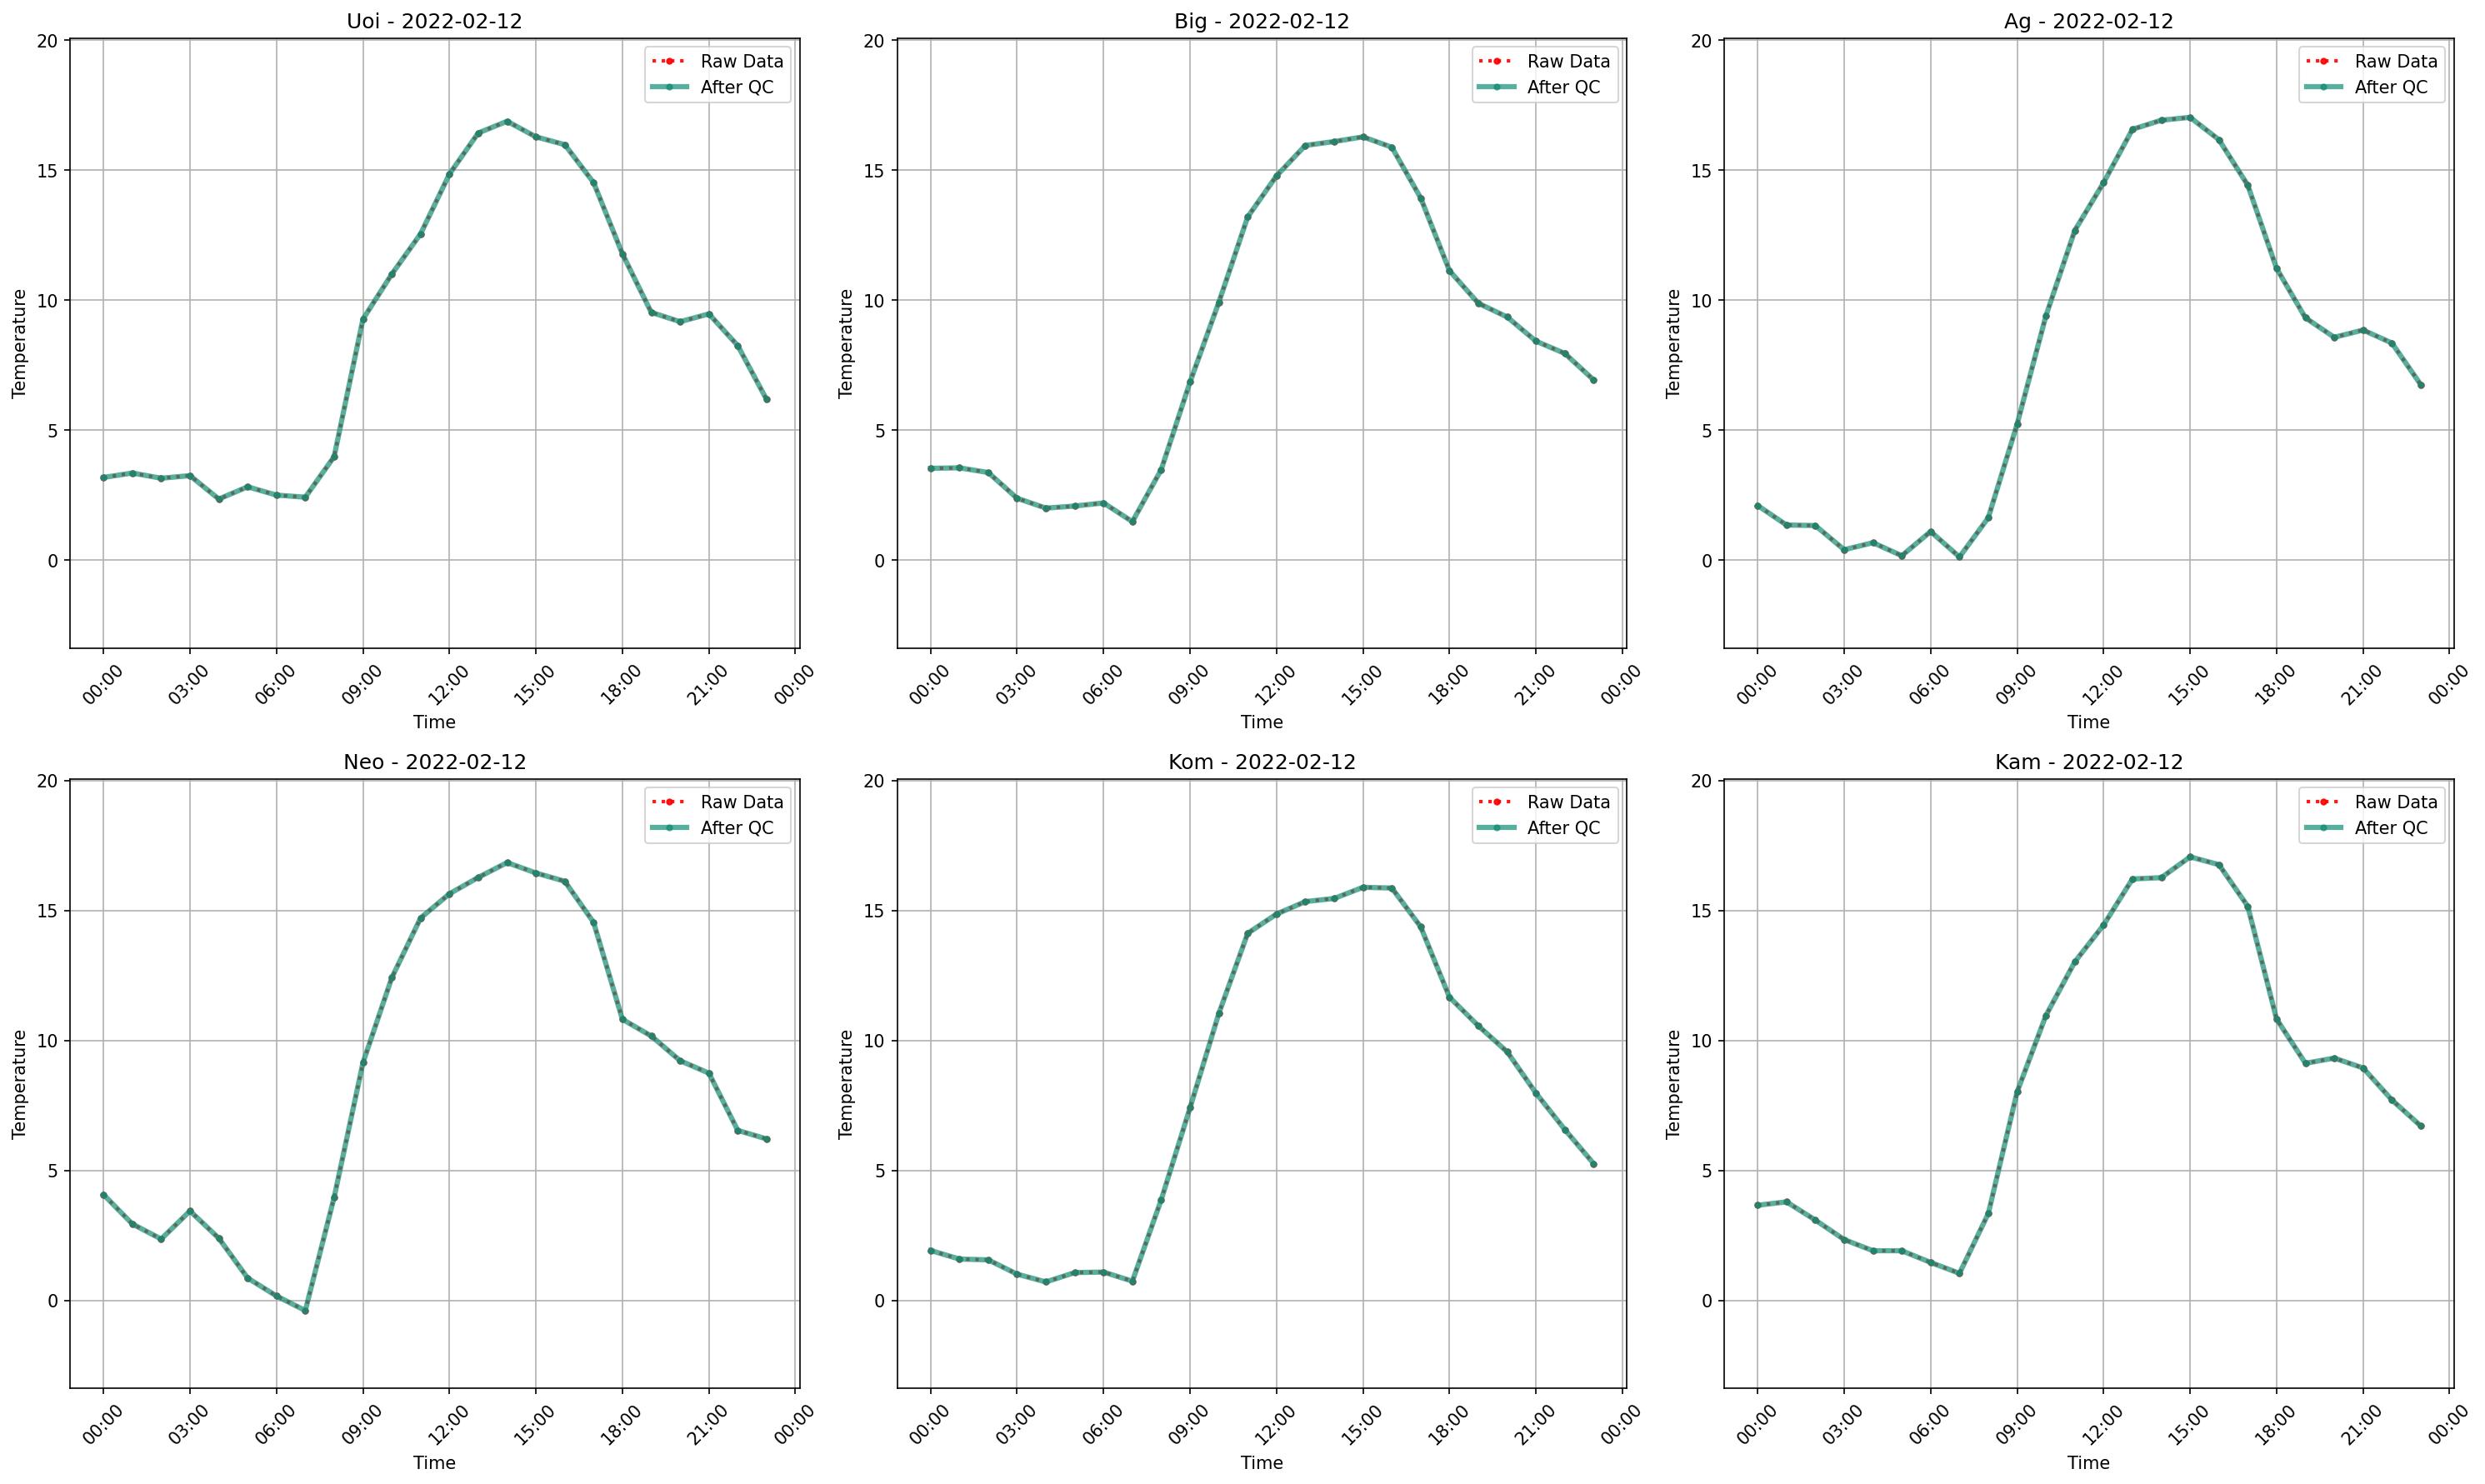 Uoi - 2022-02-12
Raw Data
After QC
Temperature
20
15
10
5
0
00:00
03:00
06:00
09:00
12:00
15:00
18:00
21:00
00:00
Time
Big - 2022-02-12
Raw Data
After QC
Temperature
20
15
10
5
0
00:00
03:00
06:00
09:00
12:00
15:00
18:00
21:00
00:00
Time
Ag - 2022-02-12
Raw Data
After QC
Temperature
20
15
10
5
0
00:00
03:00
06:00
09:00
12:00
15:00
18:00
21:00
00:00
Time
Neo - 2022-02-12
Raw Data
After QC
Temperature
20
15
10
5
0
00:00
03:00
06:00
09:00
12:00
15:00
18:00
21:00
00:00
Time
Kom - 2022-02-12
Raw Data
After QC
Temperature
20
15
10
5
0
00:00
03:00
06:00
09:00
12:00
15:00
18:00
21:00
00:00
Time
Kam - 2022-02-12
Raw Data
After QC
Temperature
20
15
10
5
0
00:00
03:00
06:00
09:00
12:00
15:00
18:00
21:00
00:00
Time